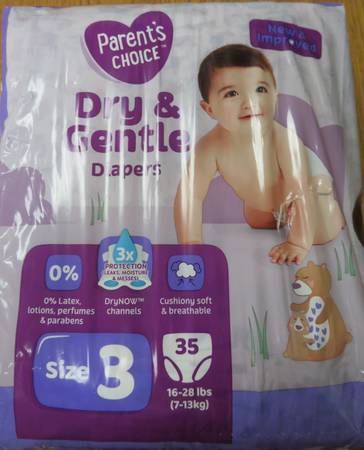 Parent's
CHOICE™
New &
Improved
Dry &
Gentle
Diapers
0%
3x
PROTECTION
LEAKS, MOISTURE
& MESSES!
0% Latex,
lotions, perfumes
& parabens
DryNOW™
channels
Cushiony soft
& breathable
Size 3
35
16-28 lbs
(7-13kg)